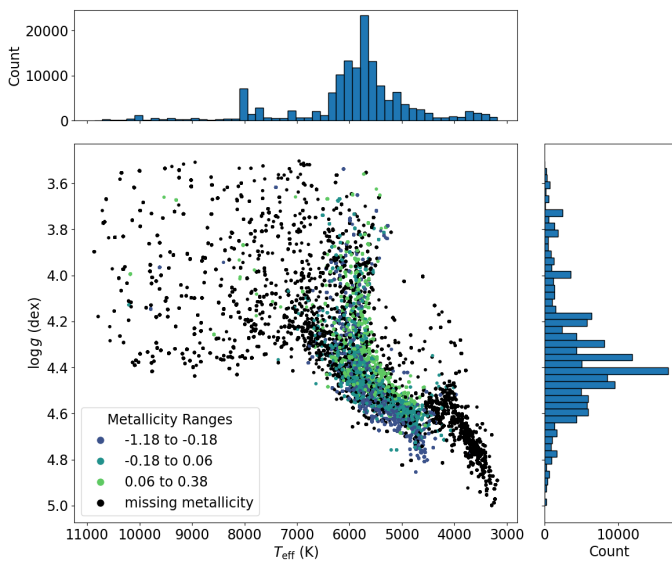 20000
10000
0
Count
3.6
3.8
4.0
4.2
4.4
4.6
4.8
5.0
log g (dex)
Metallicity Ranges
-1.18 to -0.18
-0.18 to 0.06
0.06 to 0.38
missing metallicity
11000 10000 9000 8000 7000 6000 5000 4000 3000
Teff (K)
0 10000
Count